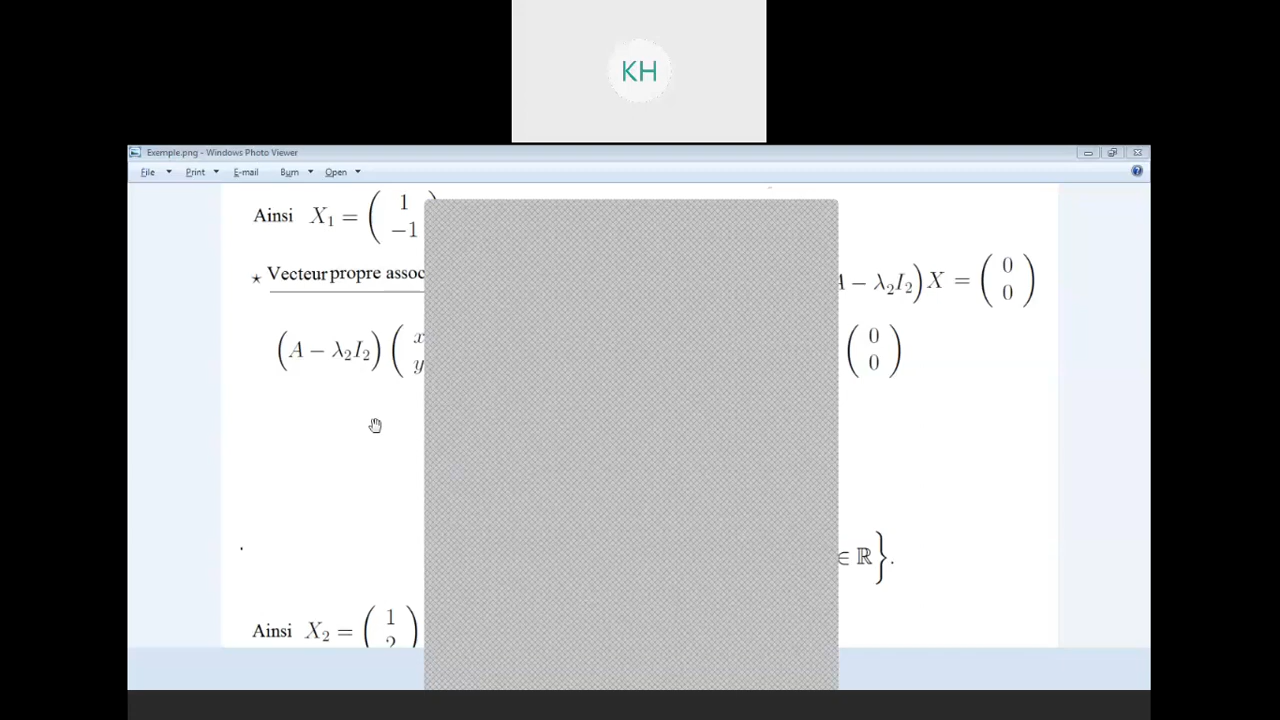 KH
Exemple.png - Windows Photo Viewer
File Print E-mail Burn Open
Ainsi X₁ = ( 1 -1
⋆ Vecteur propre assoc
− λ₂I₂)X = ( 0 0 )
(A − λ₂I₂) ( x y
( 0 0 )
∈ ℝ}.
Ainsi X₂ = ( 1 2 )